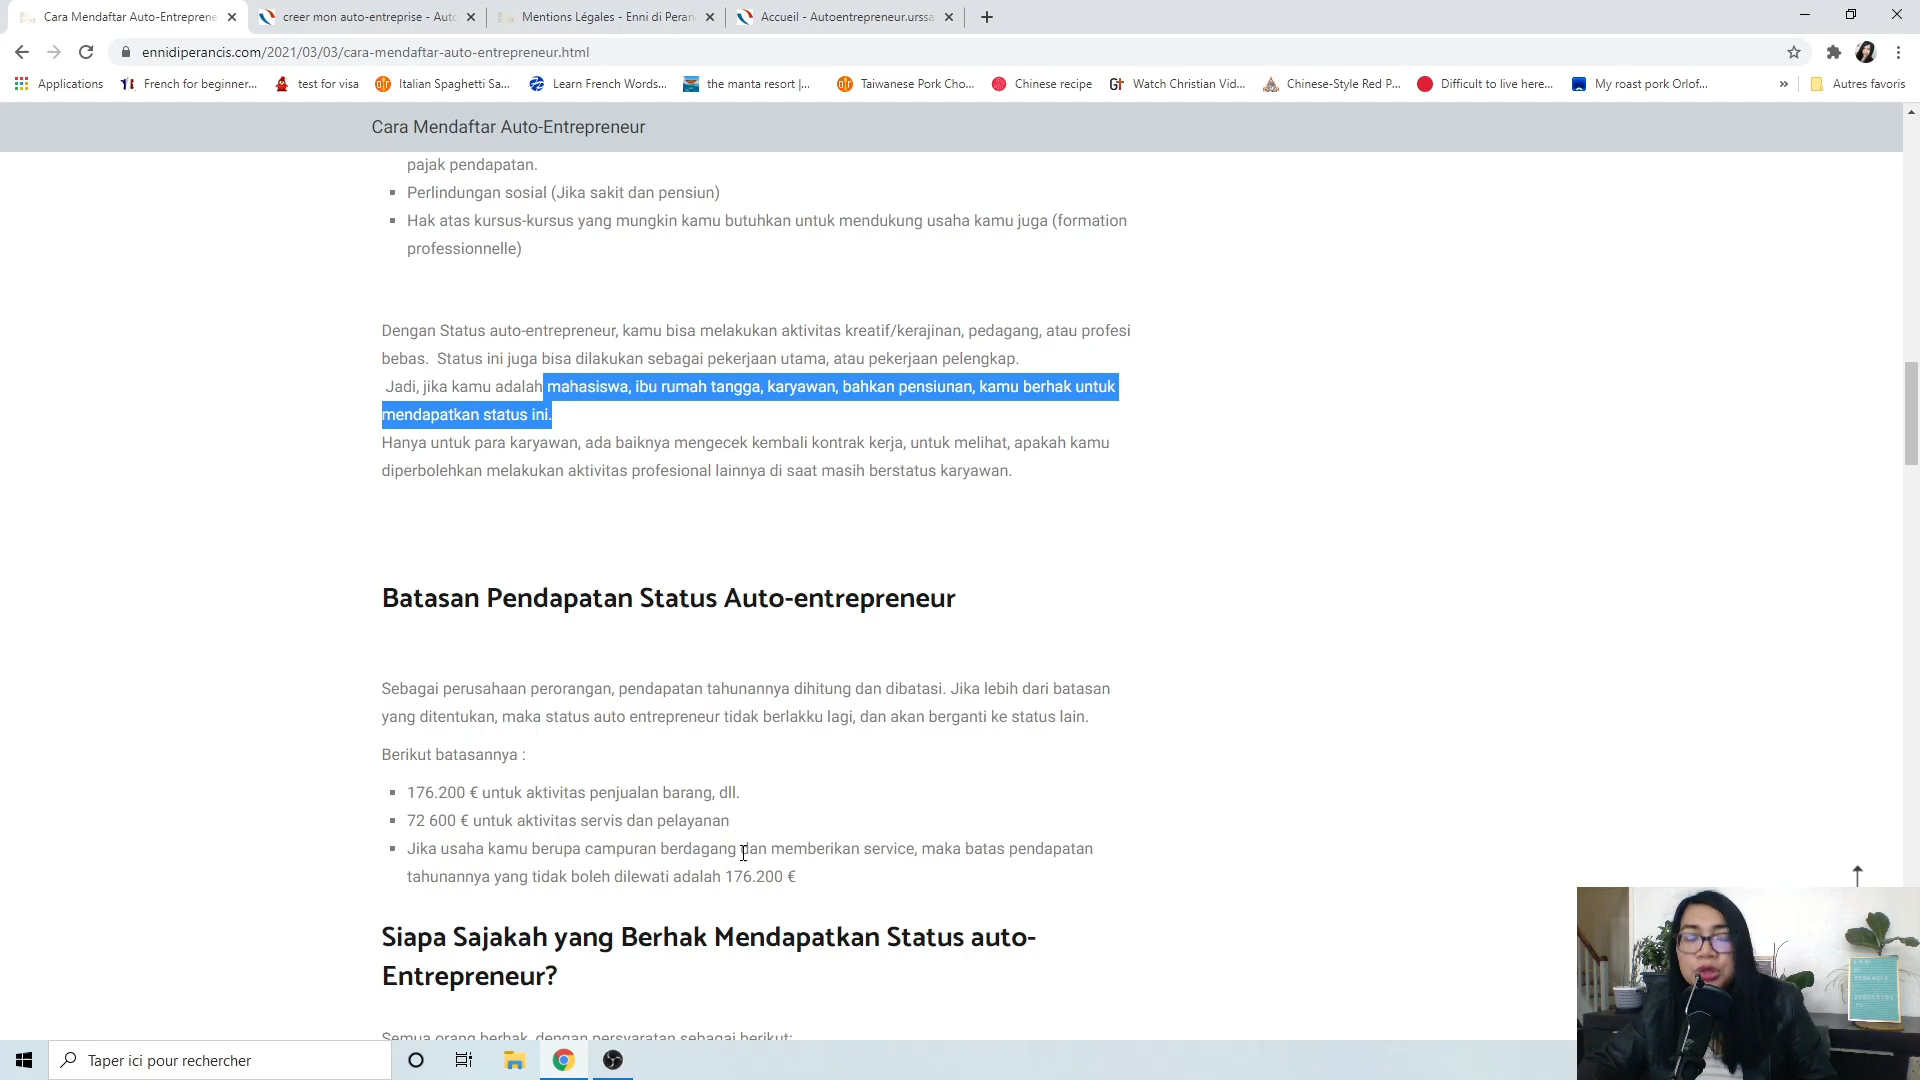 Cara Mendaftar Auto-Entreprene
creer mon auto-entreprise - Auto
Mentions Légales - Enni di Peran
Accueil - Autoentrepreneur.urssa
ennidiperancis.com/2021/03/03/cara-mendaftar-auto-entrepreneur.html
Applications
French for beginner...
test for visa
Italian Spaghetti Sa...
Learn French Words...
the manta resort |...
Taiwanese Pork Cho...
Chinese recipe
Watch Christian Vid...
Chinese-Style Red P...
Difficult to live here...
My roast pork Orlof...
»
Autres favoris
Cara Mendaftar Auto-Entrepreneur
pajak pendapatan.
Perlindungan sosial (Jika sakit dan pensiun)
Hak atas kursus-kursus yang mungkin kamu butuhkan untuk mendukung usaha kamu juga (formation
professionnelle)
Dengan Status auto-entrepreneur, kamu bisa melakukan aktivitas kreatif/kerajinan, pedagang, atau profesi
bebas. Status ini juga bisa dilakukan sebagai pekerjaan utama, atau pekerjaan pelengkap.
Jadi, jika kamu adalah mahasiswa, ibu rumah tangga, karyawan, bahkan pensiunan, kamu berhak untuk
mendapatkan status ini.
Hanya untuk para karyawan, ada baiknya mengecek kembali kontrak kerja, untuk melihat, apakah kamu
diperbolehkan melakukan aktivitas profesional lainnya di saat masih berstatus karyawan.
Batasan Pendapatan Status Auto-entrepreneur
Sebagai perusahaan perorangan, pendapatan tahunannya dihitung dan dibatasi. Jika lebih dari batasan
yang ditentukan, maka status auto entrepreneur tidak berlakku lagi, dan akan berganti ke status lain.
Berikut batasannya :
176.200 € untuk aktivitas penjualan barang, dll.
72 600 € untuk aktivitas servis dan pelayanan
Jika usaha kamu berupa campuran berdagang dan memberikan service, maka batas pendapatan
tahunannya yang tidak boleh dilewati adalah 176.200 €
Siapa Sajakah yang Berhak Mendapatkan Status auto-
Entrepreneur?
Semua orang berhak, dengan persyaratan sebagai berikut:
Taper ici pour rechercher